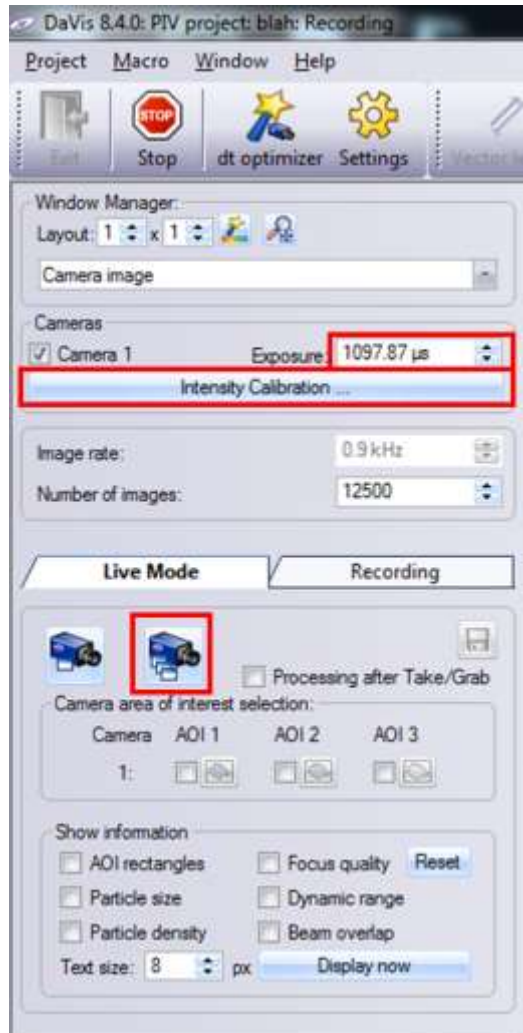 DaVis 8.4.0: PIV project: blah: Recording
Project Macro Window Help
Exit Stop dt optimizer Settings Vector
Window Manager:
Layout: 1 x 1
Camera image
Cameras
Camera 1 Exposure: 1097.87 µs
Intensity Calibration ...
Image rate: 0.9 kHz
Number of images: 12500
Live Mode Recording
Processing after Take/Grab
Camera area of interest selection:
Camera AOI 1 AOI 2 AOI 3
1:
Show information
AOI rectangles Focus quality Reset
Particle size Dynamic range
Particle density Beam overlap
Text size: 8 px Display now